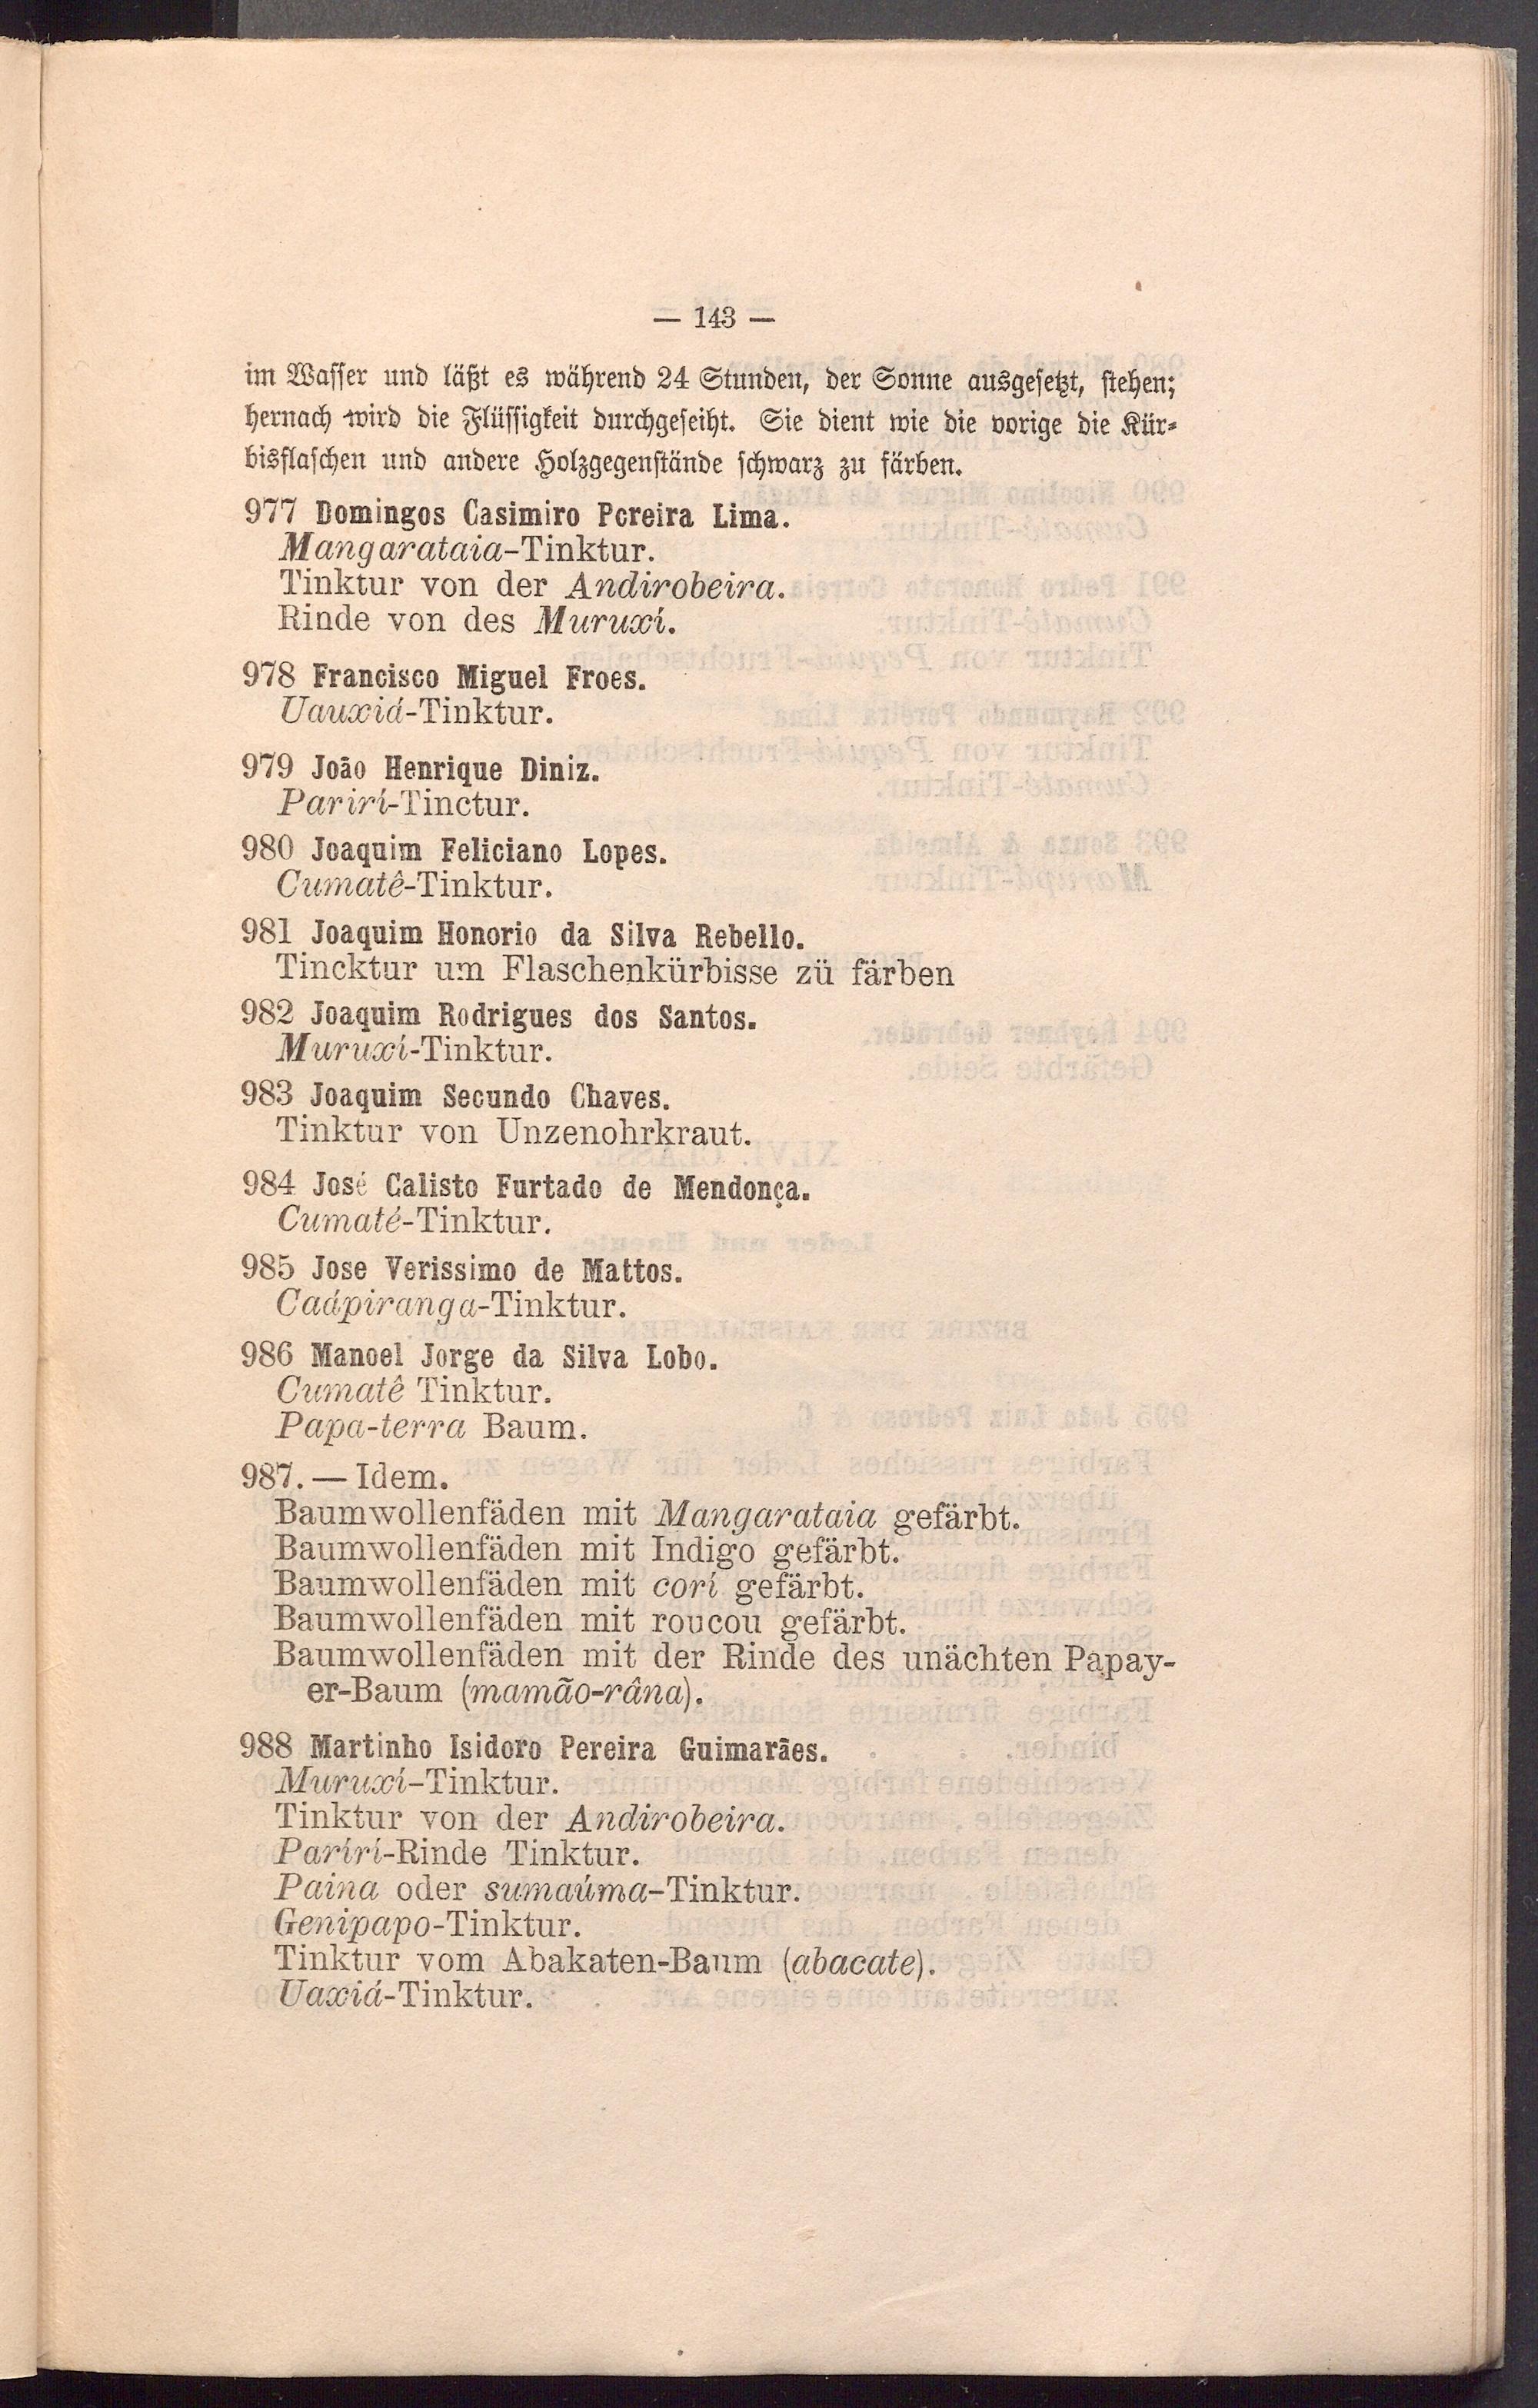 — 143 —
im Wasser und läßt es während 24 Stunden, der Sonne ausgesetzt, stehen;
hernach wird die Flüssigkeit durchgeseiht. Sie dient wie die vorige die Kür-
bisflaschen und andere Holzgegenstände schwarz zu färben.
977 Domingos Casimiro Pereira Lima.
Mangarataia-Tinktur.
Tinktur von der Andirobeira.
Rinde von des Muruxí.
978 Francisco Miguel Froes.
Uauxiá-Tinktur.
979 João Henrique Diniz.
Parirí-Tinctur.
980 Joaquim Feliciano Lopes.
Cumatê-Tinktur.
981 Joaquim Honorio da Silva Rebello.
Tincktur um Flaschenkürbisse zü färben
982 Joaquim Rodrigues dos Santos.
Muruxí-Tinktur.
983 Joaquim Secundo Chaves.
Tinktur von Unzenohrkraut.
984 José Calisto Furtado de Mendonça.
Cumaté-Tinktur.
985 Jose Verissimo de Mattos.
Caápiranga-Tinktur.
986 Manoel Jorge da Silva Lobo.
Cumatê Tinktur.
Papa-terra Baum.
987. — Idem.
Baumwollenfäden mit Mangarataia gefärbt.
Baumwollenfäden mit Indigo gefärbt.
Baumwollenfäden mit corí gefärbt.
Baumwollenfäden mit roucou gefärbt.
Baumwollenfäden mit der Rinde des unächten Papay-
er-Baum (mamão-râna).
988 Martinho Isidoro Pereira Guimarães.
Muruxí-Tinktur.
Tinktur von der Andirobeira.
Parírí-Rinde Tinktur.
Paina oder sumaúma-Tinktur.
Genipapo-Tinktur.
Tinktur vom Abakaten-Baum (abacate).
Uaxiá-Tinktur.